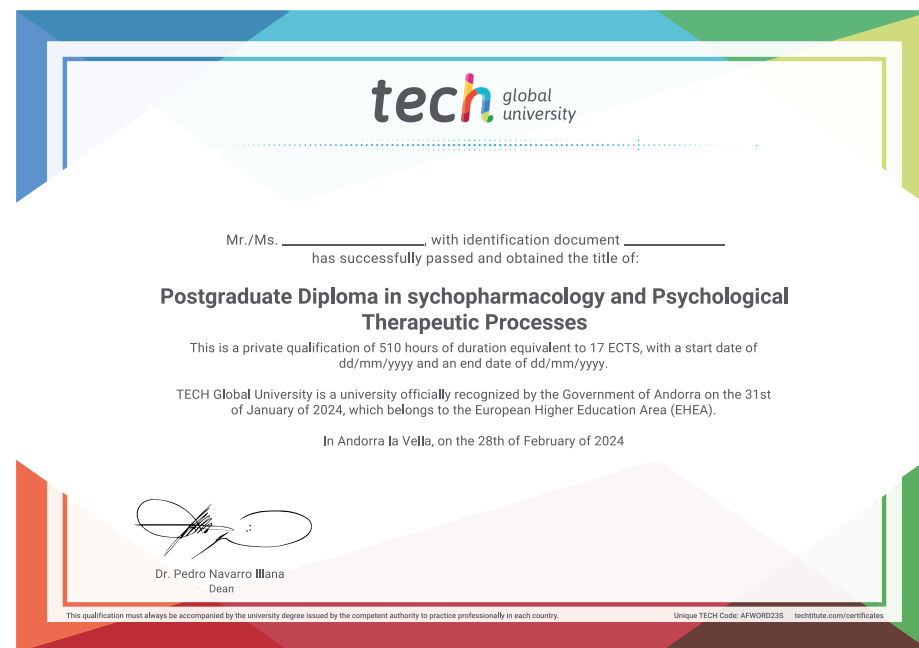 tech global university
Mr./Ms. ____________, with identification document ____________
has successfully passed and obtained the title of:
Postgraduate Diploma in sychopharmacology and Psychological
Therapeutic Processes
This is a private qualification of 510 hours of duration equivalent to 17 ECTS, with a start date of
dd/mm/yyyy and an end date of dd/mm/yyyy.
TECH Global University is a university officially recognized by the Government of Andorra on the 31st
of January of 2024, which belongs to the European Higher Education Area (EHEA).
In Andorra la Vella, on the 28th of February of 2024
Dr. Pedro Navarro Illana
Dean
This qualification must always be accompanied by the university degree issued by the competent authority to practice professionally in each country.
Unique TECH Code: AFWORD23S techtitute.com/certificates